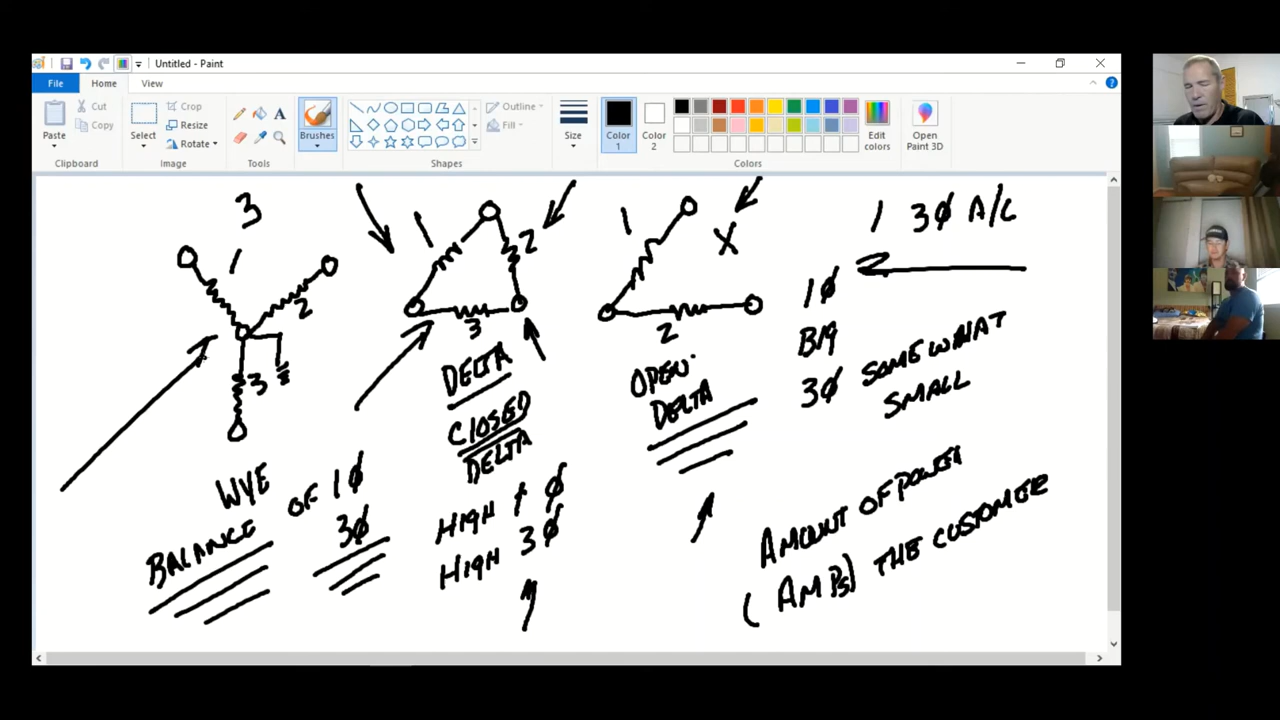 Untitled - Paint
File
Home
View
Paste
Cut
Copy
Clipboard
Select
Crop
Resize
Rotate
Image
A
Tools
Brushes
Outline
Fill
Shapes
Size
Color
1
Color
2
Edit
colors
Colors
Open
Paint 3D
3
1
2
3
WYE
BALANCE OF 1Ø
3Ø
1
2
3
DELTA
CLOSED
DELTA
HIGH 1 Ø
HIGH 3Ø
1
X
2
OPEN
DELTA
1 3Ø A/C
1Ø
BIG
3Ø SOMEWHAT
SMALL
AMOUNT OF POWER
(AMPS) THE CUSTOMER